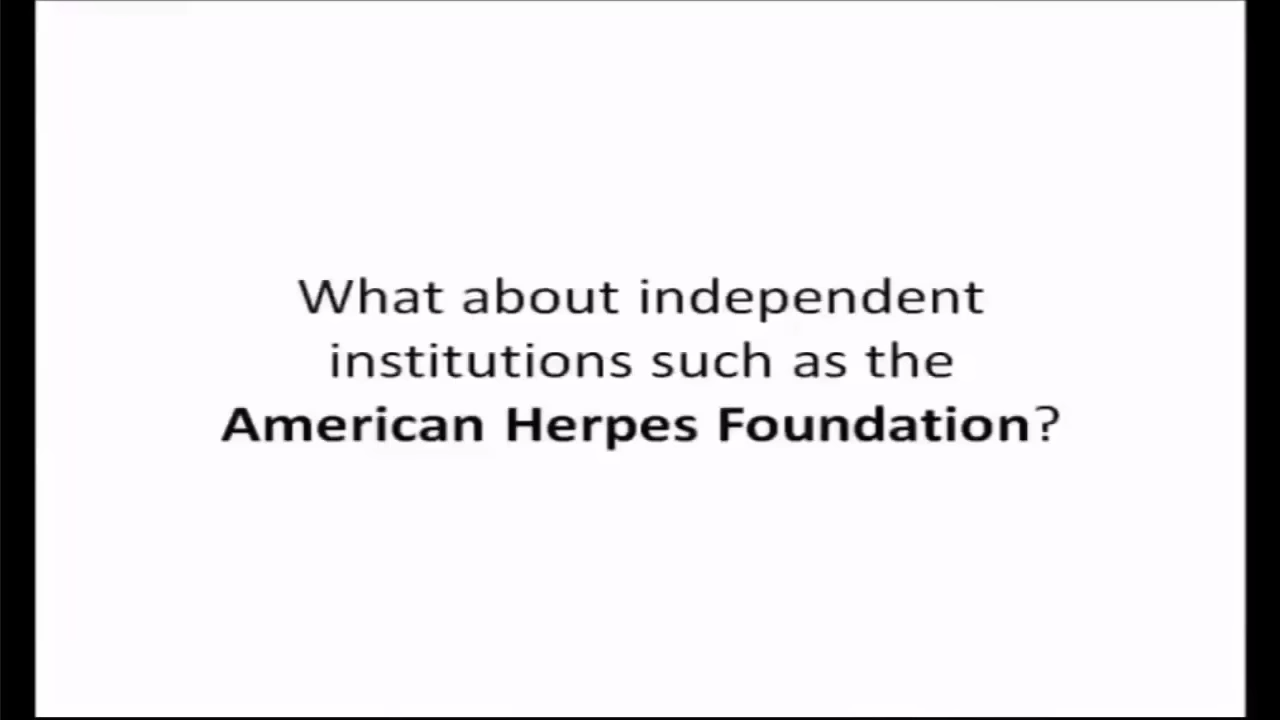 What about independent
institutions such as the
American Herpes Foundation?